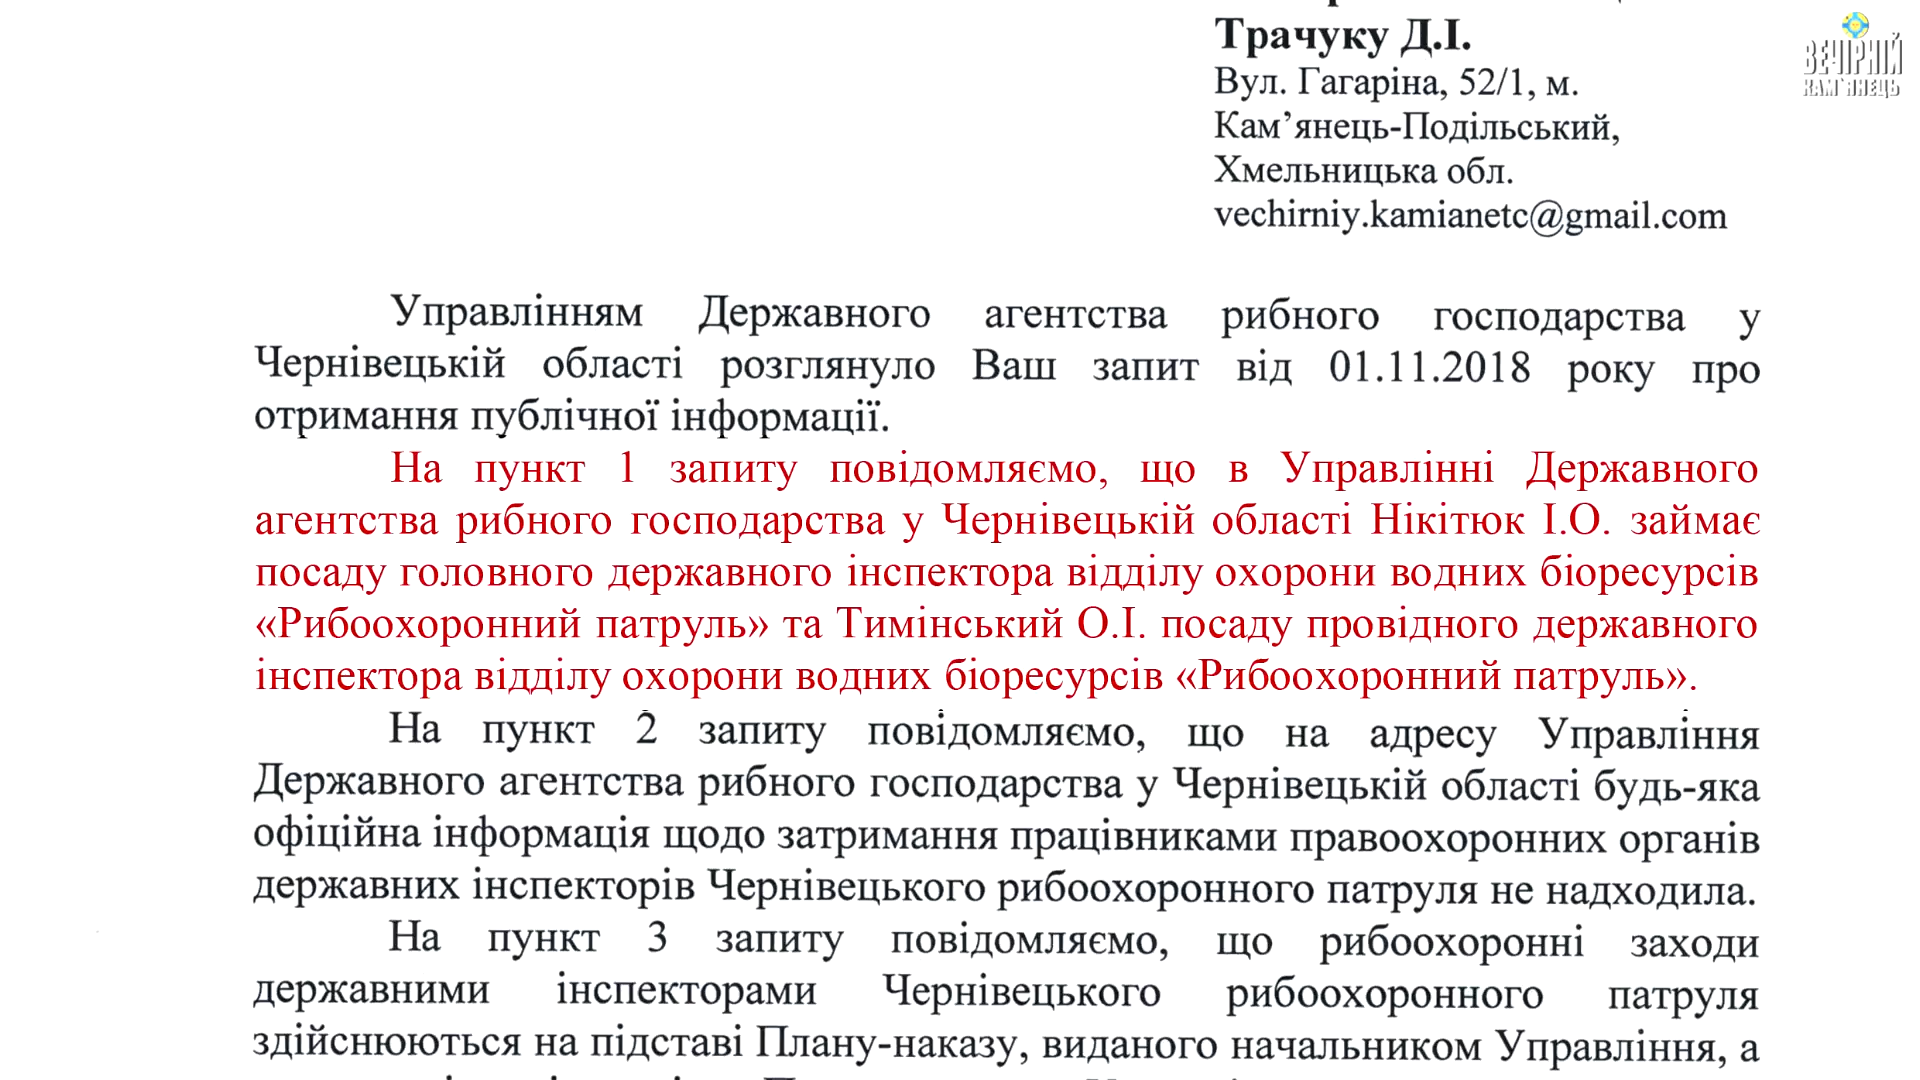 Трачуку Д.І.
Вул. Гагаріна, 52/1, м.
Кам’янець-Подільський,
Хмельницька обл.
vechirniy.kamianetc@gmail.com
ВЕЧІРНІЙ
КАМ'ЯНЕЦЬ
Управлінням Державного агентства рибного господарства у
Чернівецькій області розглянуло Ваш запит від 01.11.2018 року про
отримання публічної інформації.
На пункт 1 запиту повідомляємо, що в Управлінні Державного
агентства рибного господарства у Чернівецькій області Нікітюк І.О. займає
посаду головного державного інспектора відділу охорони водних біоресурсів
«Рибоохоронний патруль» та Тимінський О.І. посаду провідного державного
інспектора відділу охорони водних біоресурсів «Рибоохоронний патруль».
На пункт 2 запиту повідомляємо, що на адресу Управління
Державного агентства рибного господарства у Чернівецькій області будь-яка
офіційна інформація щодо затримання працівниками правоохоронних органів
державних інспекторів Чернівецького рибоохоронного патруля не надходила.
На пункт 3 запиту повідомляємо, що рибоохоронні заходи
державними інспекторами Чернівецького рибоохоронного патруля
здійснюються на підставі Плану-наказу, виданого начальником Управління, а